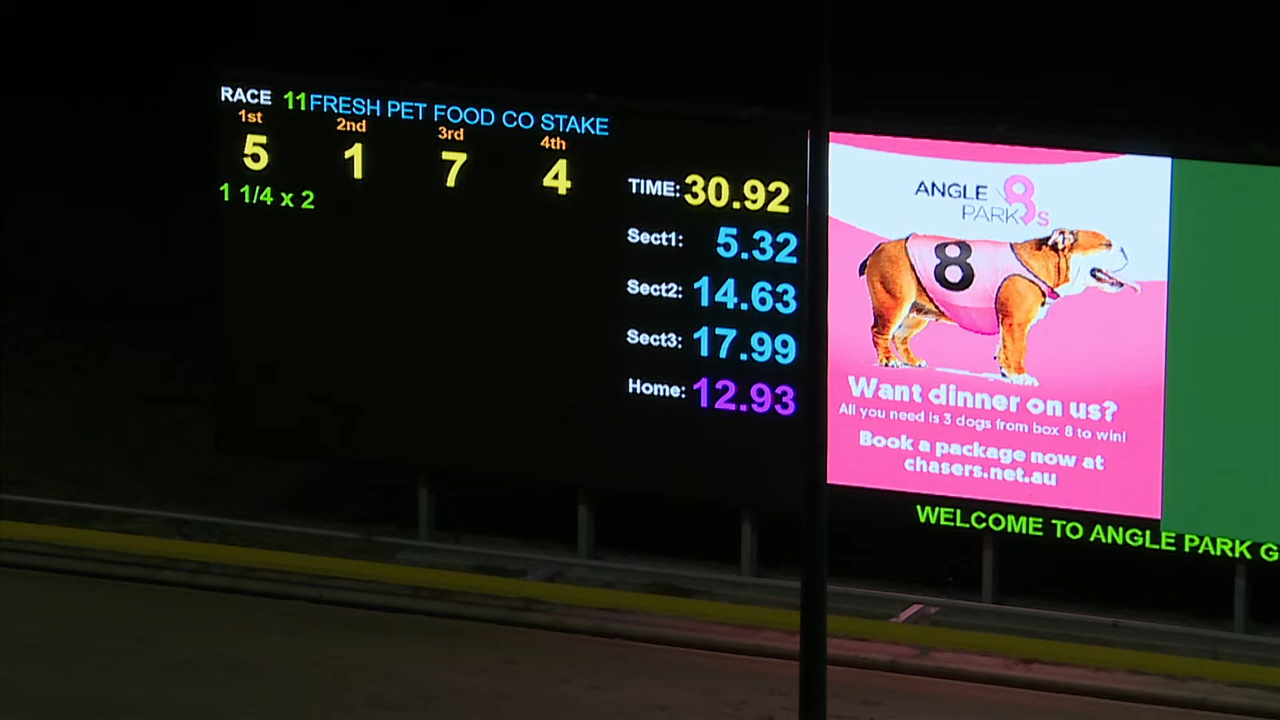 RACE 11 FRESH PET FOOD CO STAKE
1st 2nd 3rd 4th
5 1 7 4
1 1/4 x 2
TIME: 30.92
Sect1: 5.32
Sect2: 14.63
Sect3: 17.99
Home: 12.93
ANGLE
PARK 8s
8
Want dinner on us?
All you need is 3 dogs from box 8 to win!
Book a package now at
chasers.net.au
WELCOME TO ANGLE PARK G